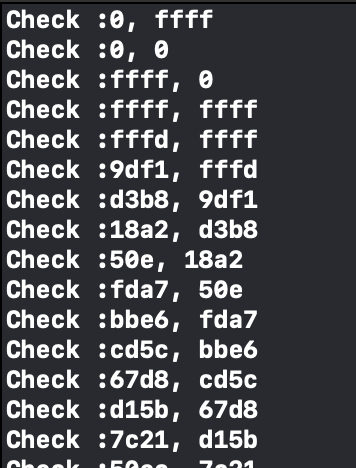 Check :0, ffff
Check :0, 0
Check :ffff, 0
Check :ffff, ffff
Check :fffd, ffff
Check :9df1, fffd
Check :d3b8, 9df1
Check :18a2, d3b8
Check :50e, 18a2
Check :fda7, 50e
Check :bbe6, fda7
Check :cd5c, bbe6
Check :67d8, cd5c
Check :d15b, 67d8
Check :7c21, d15b
Check